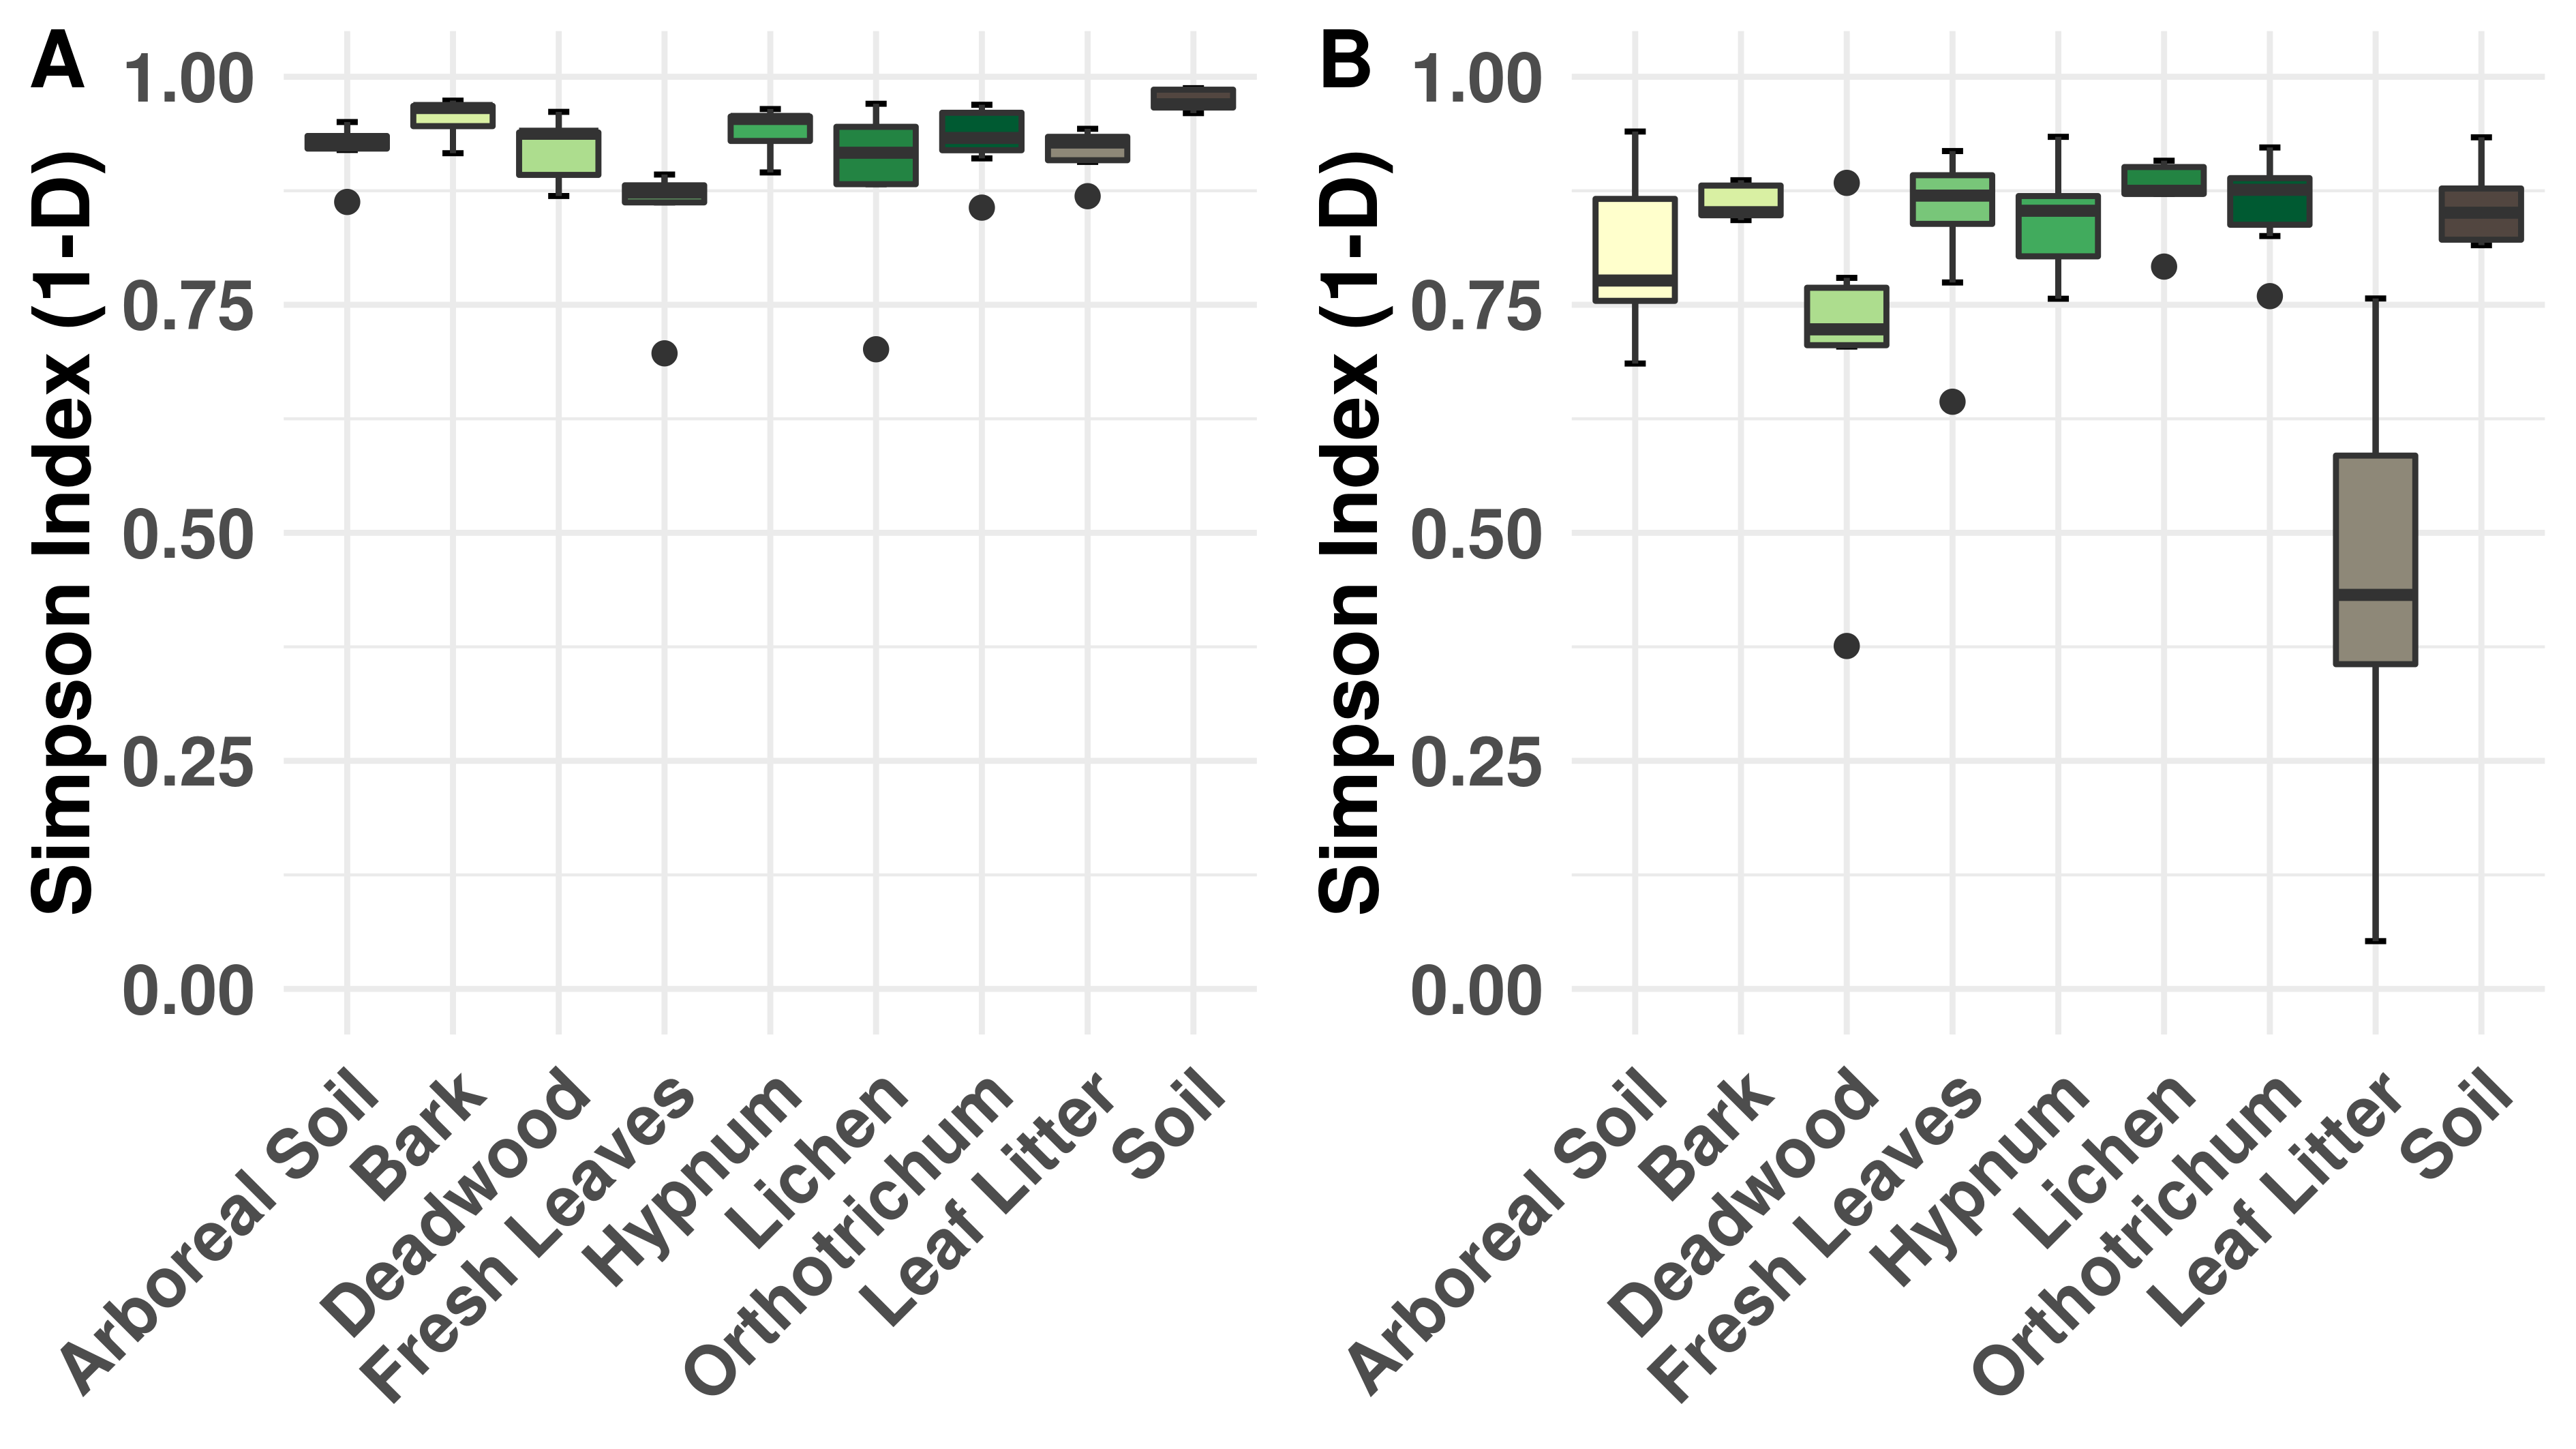 A
Simpson Index (1-D)
1.00
0.75
0.50
0.25
0.00
Arboreal Soil
Bark
Deadwood
Fresh Leaves
Hypnum
Lichen
Orthotrichum
Leaf Litter
Soil
B
Simpson Index (1-D)
1.00
0.75
0.50
0.25
0.00
Arboreal Soil
Bark
Deadwood
Fresh Leaves
Hypnum
Lichen
Orthotrichum
Leaf Litter
Soil